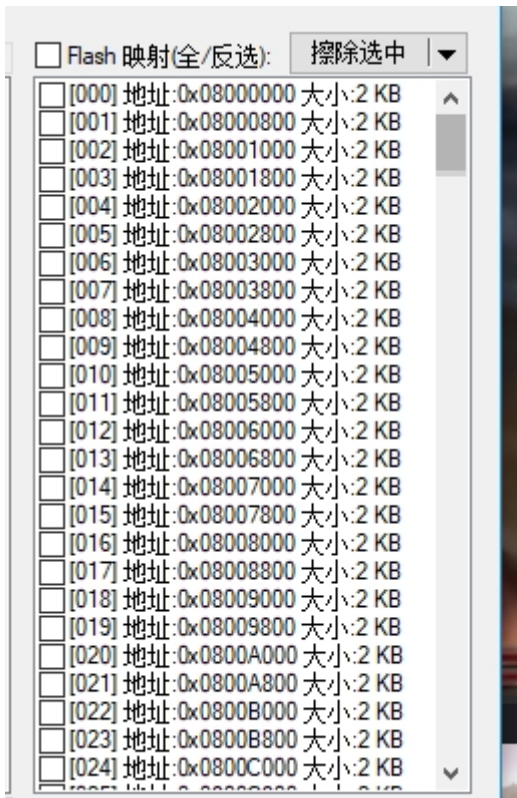 Flash 映射(全/反选): 擦除选中
[000] 地址:0x08000000 大小:2 KB
[001] 地址:0x08000800 大小:2 KB
[002] 地址:0x08001000 大小:2 KB
[003] 地址:0x08001800 大小:2 KB
[004] 地址:0x08002000 大小:2 KB
[005] 地址:0x08002800 大小:2 KB
[006] 地址:0x08003000 大小:2 KB
[007] 地址:0x08003800 大小:2 KB
[008] 地址:0x08004000 大小:2 KB
[009] 地址:0x08004800 大小:2 KB
[010] 地址:0x08005000 大小:2 KB
[011] 地址:0x08005800 大小:2 KB
[012] 地址:0x08006000 大小:2 KB
[013] 地址:0x08006800 大小:2 KB
[014] 地址:0x08007000 大小:2 KB
[015] 地址:0x08007800 大小:2 KB
[016] 地址:0x08008000 大小:2 KB
[017] 地址:0x08008800 大小:2 KB
[018] 地址:0x08009000 大小:2 KB
[019] 地址:0x08009800 大小:2 KB
[020] 地址:0x0800A000 大小:2 KB
[021] 地址:0x0800A800 大小:2 KB
[022] 地址:0x0800B000 大小:2 KB
[023] 地址:0x0800B800 大小:2 KB
[024] 地址:0x0800C000 大小:2 KB